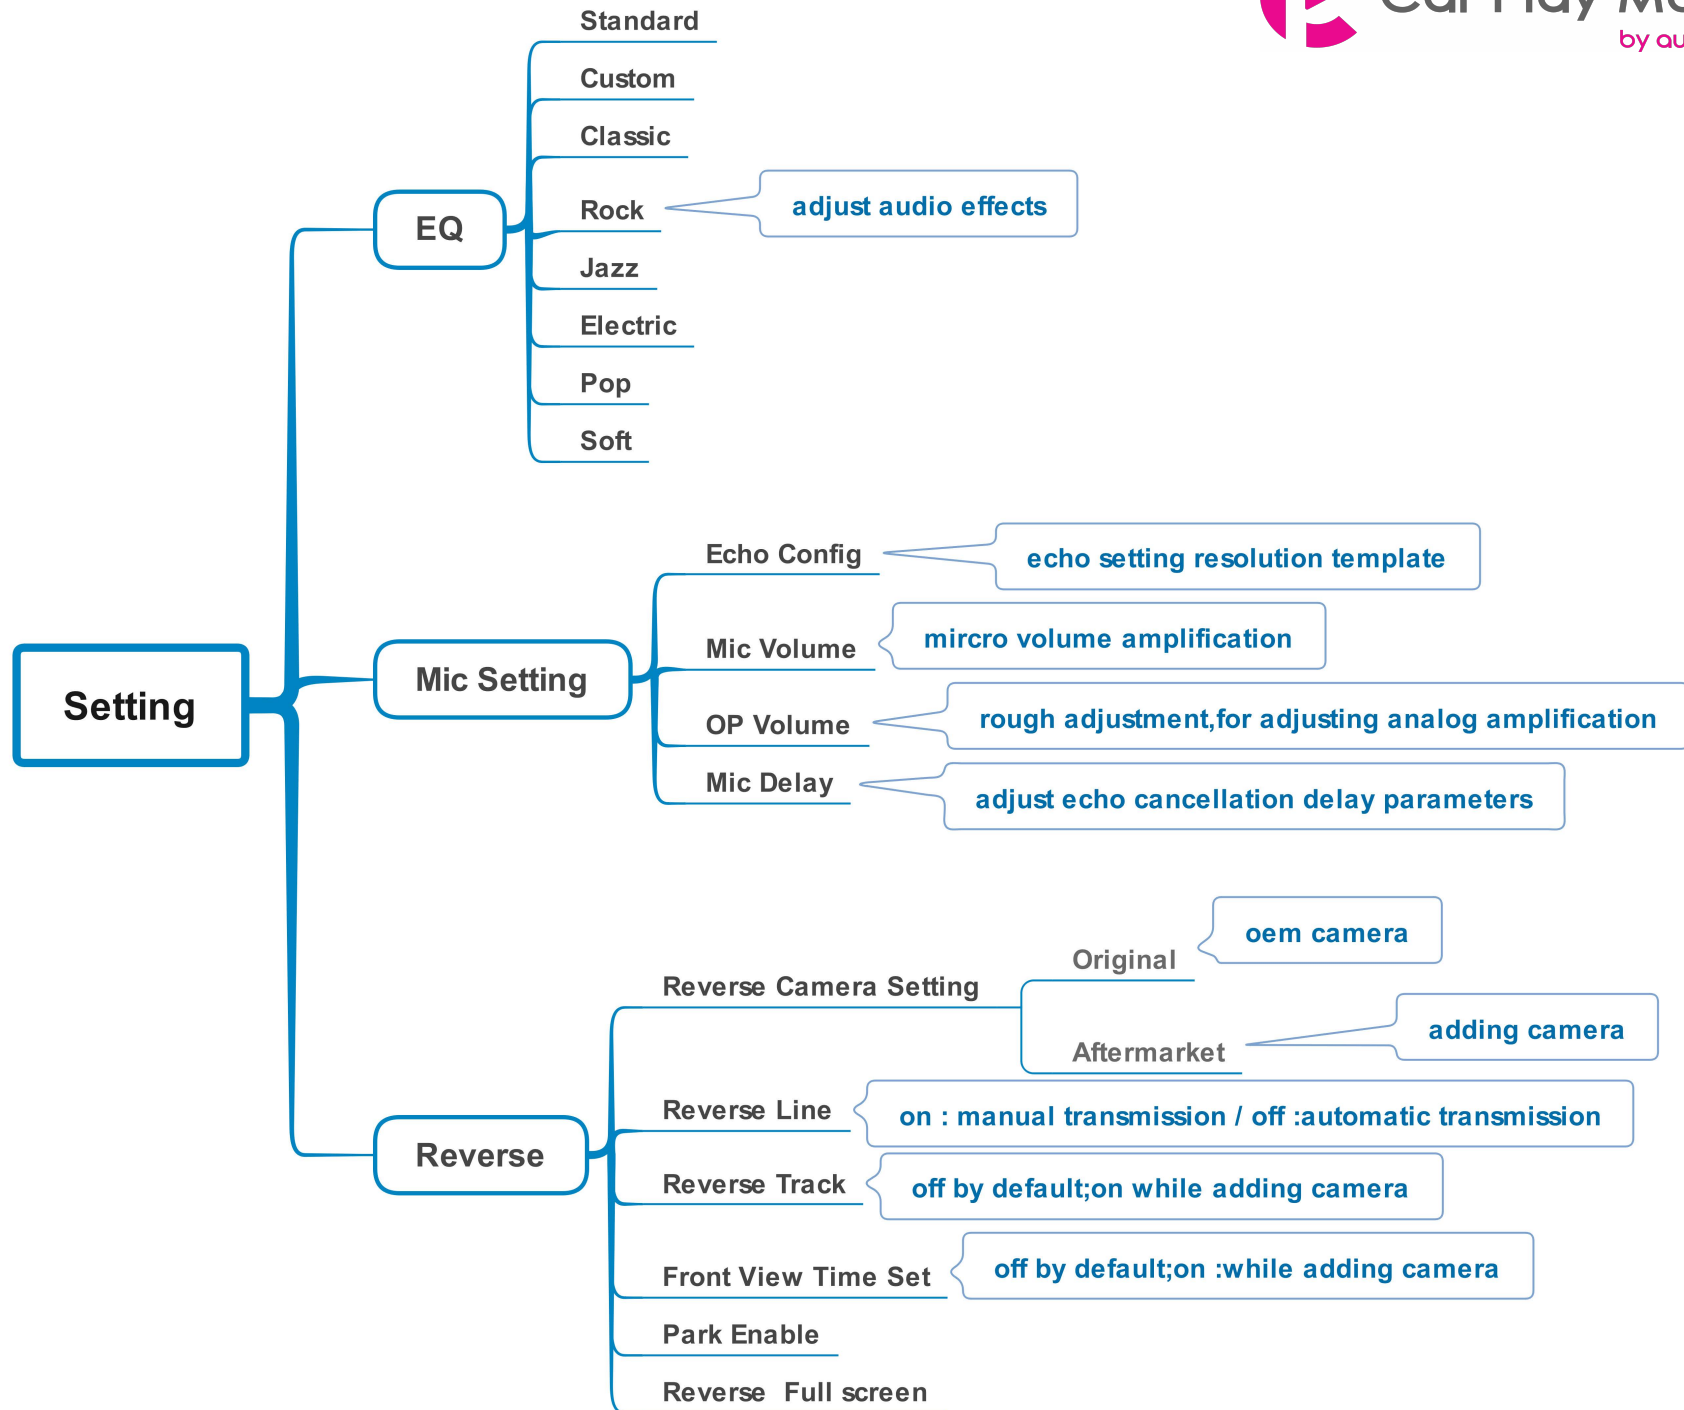 Car Play
by
Standard
Custom
Classic
EQ
Rock
adjust audio effects
Jazz
Electric
Pop
Soft
Setting
Mic Setting
Echo Config
echo setting resolution template
Mic Volume
mircro volume amplification
OP Volume
rough adjustment,for adjusting analog amplification
Mic Delay
adjust echo cancellation delay parameters
Reverse
Reverse Camera Setting
Original
oem camera
Aftermarket
adding camera
Reverse Line
on : manual transmission / off :automatic transmission
Reverse Track
off by default;on while adding camera
Front View Time Set
off by default;on :while adding camera
Park Enable
Reverse Full screen